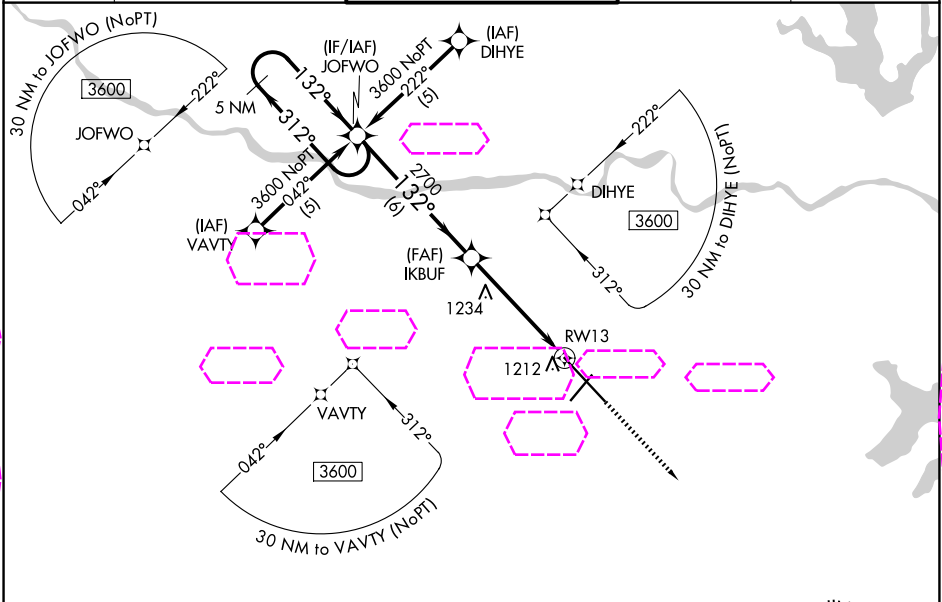 30 NM to JOFWO (NoPT)
3600
222°
JOFWO
042°
(IF/IAF)
JOFWO
(IAF)
DIHYE
3600 NoPT
222°
(5)
132°
5 NM
312°
3600 NoPT
042°
(5)
(IAF)
VAVTY
2700
132°
(6)
(FAF)
IKBUF
1234
RW13
1212
222°
DIHYE
3600
312°
30 NM to DIHYE (NoPT)
VAVTY
042°
312°
3600
30 NM to VAVTY (NoPT)